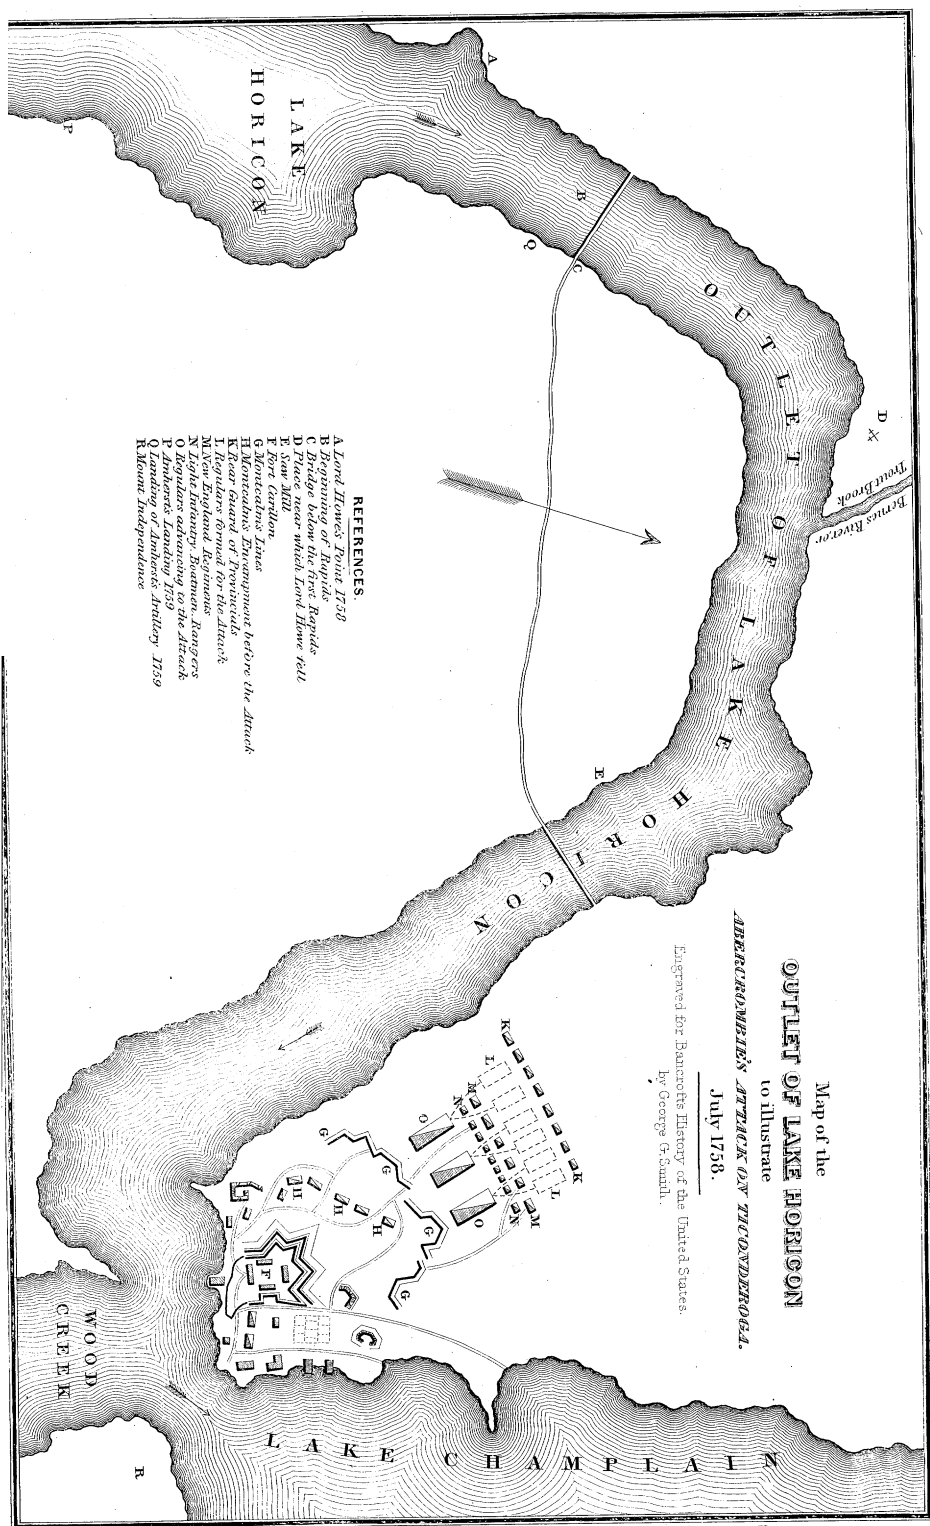 Map of the
OUTLET OF LAKE HORICON
to illustrate
ABERCROMBIE'S ATTACK ON TICONDEROGA.
July 1758.
Engraved for Bancroft's History of the United States.
by George G. Smith.
LAKE
HORICON
OUTLET OF LAKE HORICON
Bernes River, or
Trout Brook
WOOD
CREEK
LAKE CHAMPLAIN
REFERENCES.
A Lord Howe's Point 1758
B Beginning of Rapids
C Bridge below the first Rapids
D Place near which Lord Howe fell
E Saw Mill
F Fort Carillon
G Montcalm's Lines
H Montcalm's Encampment before the Attack
K Rear Guard of Provincials
L Regulars formed for the Attack
M New England Regiments
N Light Infantry. Boatmen. Rangers
O Regulars advancing to the Attack
P Amherst's Landing 1759
Q Landing of Amherst's Artillery 1759
R Mount Independence
A
B
C
D
E
P
Q
K
K
L
L
M
M
N
N
O
O
G
G
G
G
H
H
H
F
R